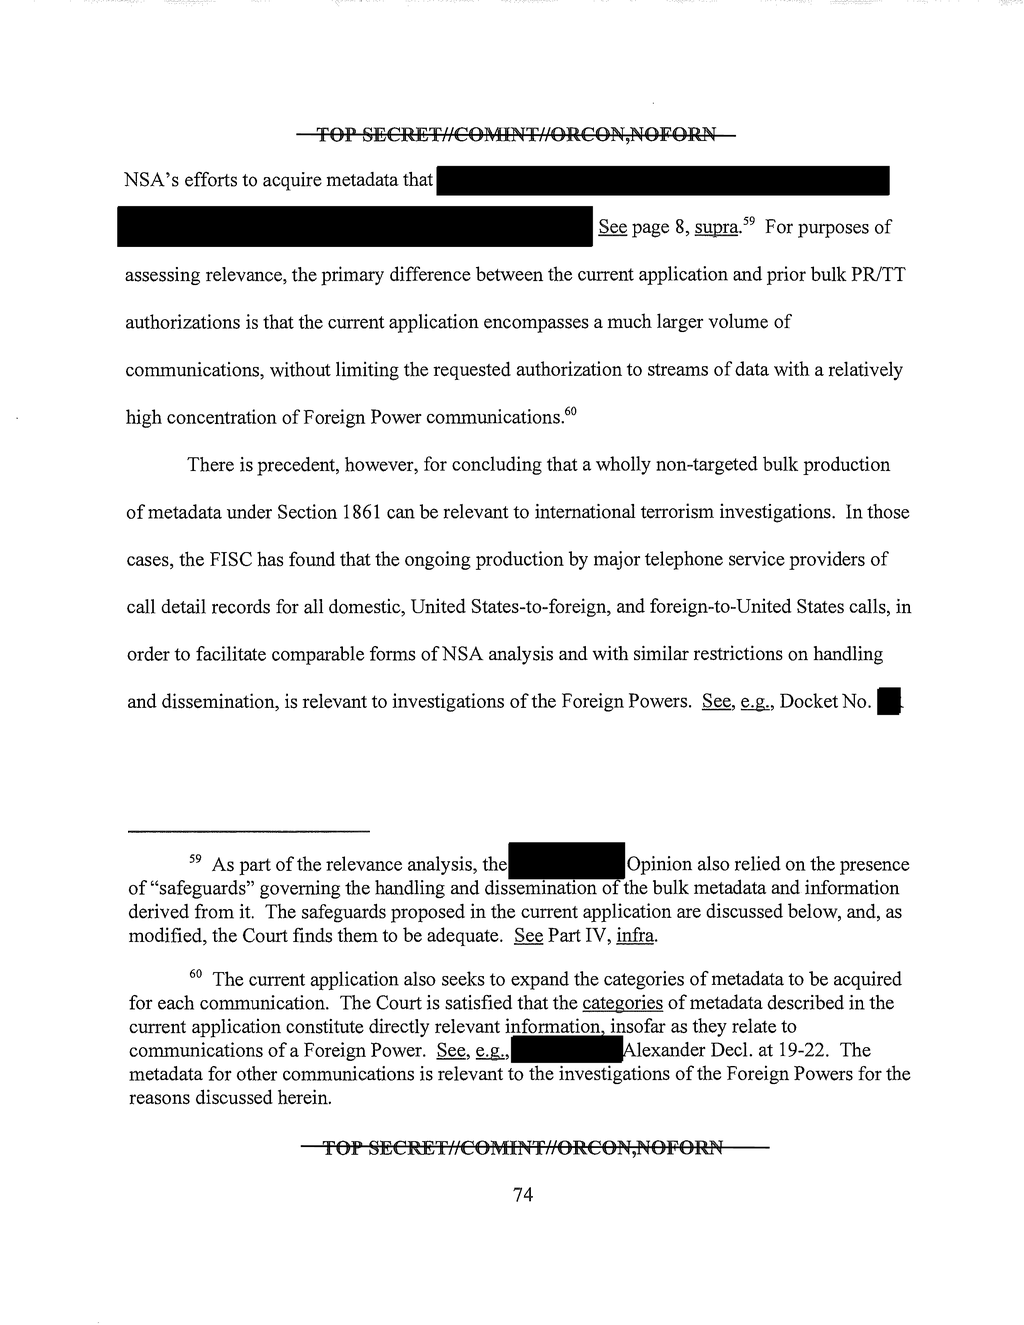 TOP SECRET//COMINT//ORCON,NOFORN
NSA's efforts to acquire metadata that
See page 8, supra.59 For purposes of
assessing relevance, the primary difference between the current application and prior bulk PR/TT
authorizations is that the current application encompasses a much larger volume of
communications, without limiting the requested authorization to streams of data with a relatively
high concentration of Foreign Power communications.60
There is precedent, however, for concluding that a wholly non-targeted bulk production
of metadata under Section 1861 can be relevant to international terrorism investigations. In those
cases, the FISC has found that the ongoing production by major telephone service providers of
call detail records for all domestic, United States-to-foreign, and foreign-to-United States calls, in
order to facilitate comparable forms of NSA analysis and with similar restrictions on handling
and dissemination, is relevant to investigations of the Foreign Powers. See, e.g., Docket No. .
59 As part of the relevance analysis, the Opinion also relied on the presence
of "safeguards" governing the handling and dissemination of the bulk metadata and information
derived from it. The safeguards proposed in the current application are discussed below, and, as
modified, the Court finds them to be adequate. See Part IV, infra.
60 The current application also seeks to expand the categories of metadata to be acquired
for each communication. The Court is satisfied that the categories of metadata described in the
current application constitute directly relevant information, insofar as they relate to
communications of a Foreign Power. See, e.g., Alexander Decl. at 19-22. The
metadata for other communications is relevant to the investigations of the Foreign Powers for the
reasons discussed herein.
TOP SECRET//COMINT//ORCON,NOFORN
74